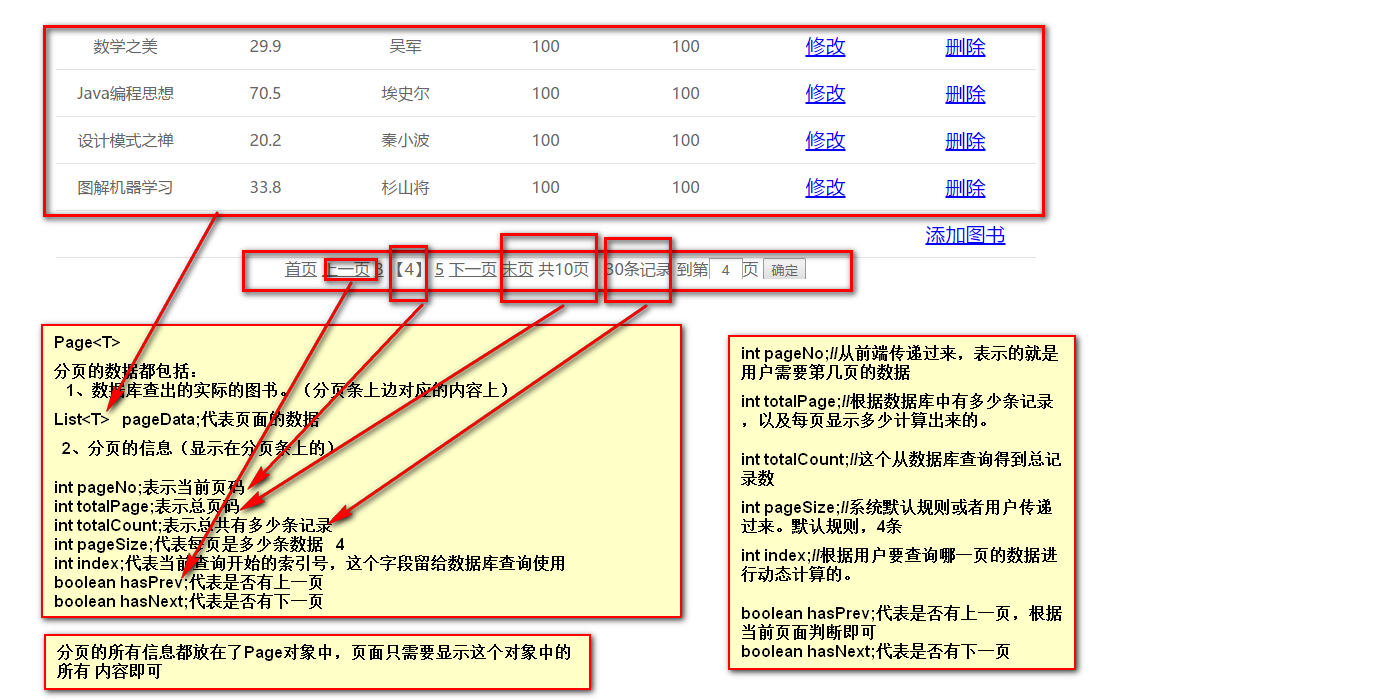 数学之美 29.9 吴军 100 100 修改 删除
Java编程思想 70.5 埃史尔 100 100 修改 删除
设计模式之禅 20.2 秦小波 100 100 修改 删除
图解机器学习 33.8 杉山将 100 100 修改 删除
添加图书
首页 上一页 3 【4】 5 下一页 末页 共10页 30条记录 到第 4 页 确定
Page<T>
分页的数据都包括:
1、数据库查出的实际的图书。（分页条上边对应的内容上）
List<T> pageData;代表页面的数据
2、分页的信息（显示在分页条上的）
int pageNo;表示当前页码
int totalPage;表示总页码
int totalCount;表示总共有多少条记录
int pageSize;代表每页是多少条数据 4
int index;代表当前查询开始的索引号，这个字段留给数据库查询使用
boolean hasPrev;代表是否有上一页
boolean hasNext;代表是否有下一页
分页的所有信息都放在了Page对象中，页面只需要显示这个对象中的
所有 内容即可
int pageNo;//从前端传递过来，表示的就是
用户需要第几页的数据
int totalPage;//根据数据库中有多少条记录
，以及每页显示多少计算出来的。
int totalCount;//这个从数据库查询得到总记
录数
int pageSize;//系统默认规则或者用户传递
过来。默认规则，4条
int index;//根据用户要查询哪一页的数据进
行动态计算的。
boolean hasPrev;代表是否有上一页，根据
当前页面判断即可
boolean hasNext;代表是否有下一页